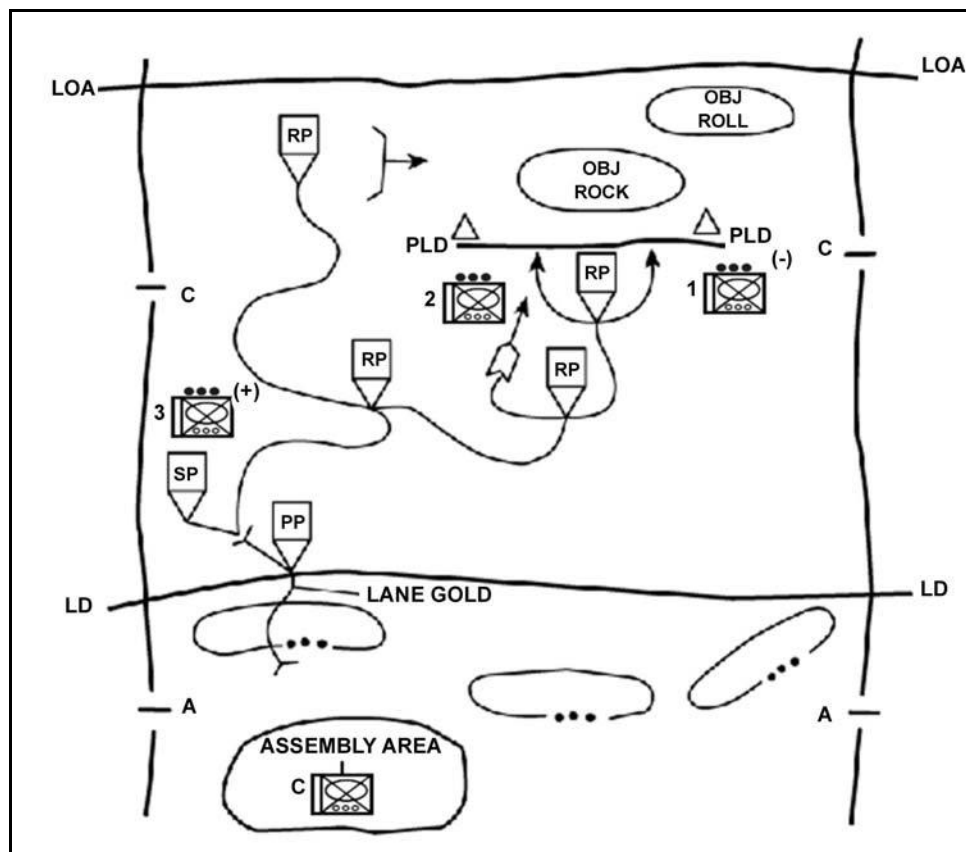 LOA
LOA
OBJ
ROLL
RP
OBJ
ROCK
PLD
PLD
C
(-)
C
RP
2
1
RP
RP
(+)
3
SP
PP
LD
LANE GOLD
LD
A
A
ASSEMBLY AREA
C